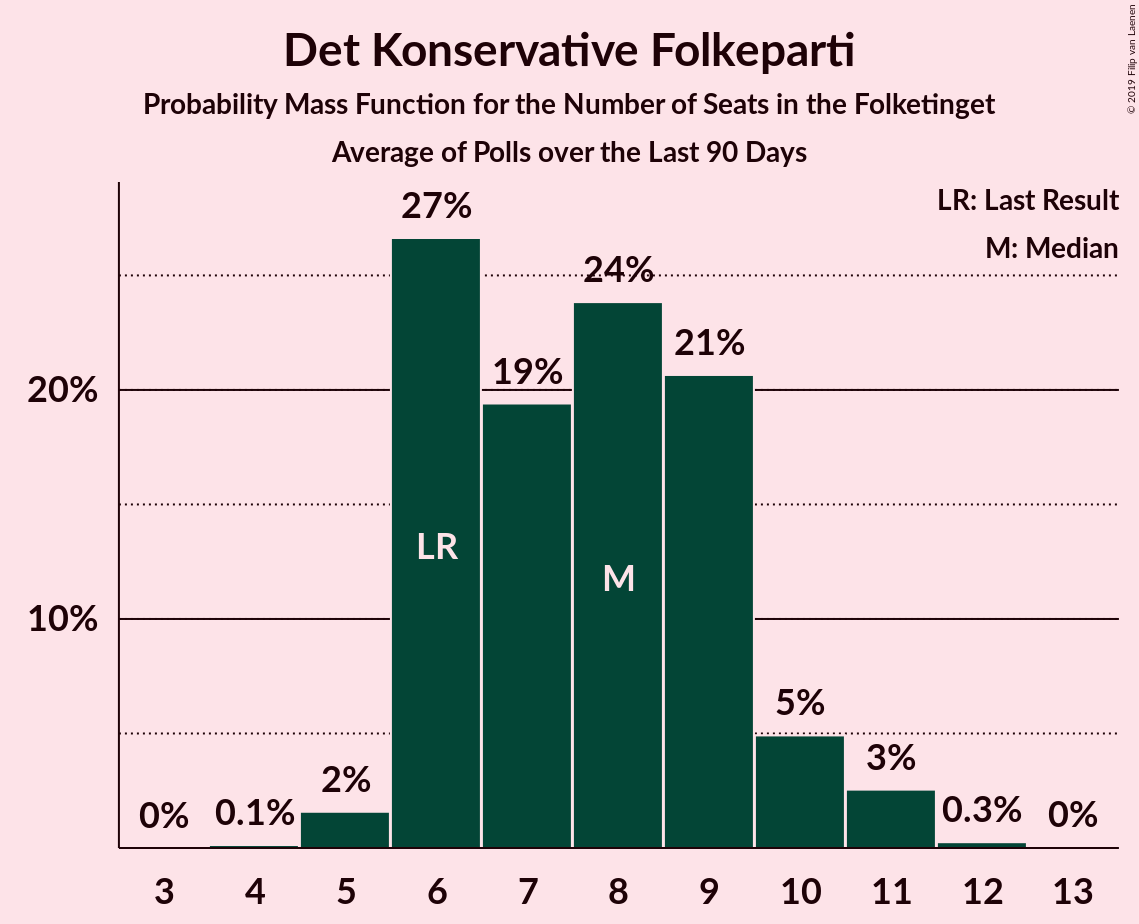 Det Konservative Folkeparti
Probability Mass Function for the Number of Seats in the Folketinget
Average of Polls over the Last 90 Days
© 2019 Filip van Laenen
LR: Last Result
M: Median
27%
24%
21%
19%
20%
LR
M
10%
5%
3%
2%
0%
0.1%
0.3%
0%
3 4 5 6 7 8 9 10 11 12 13